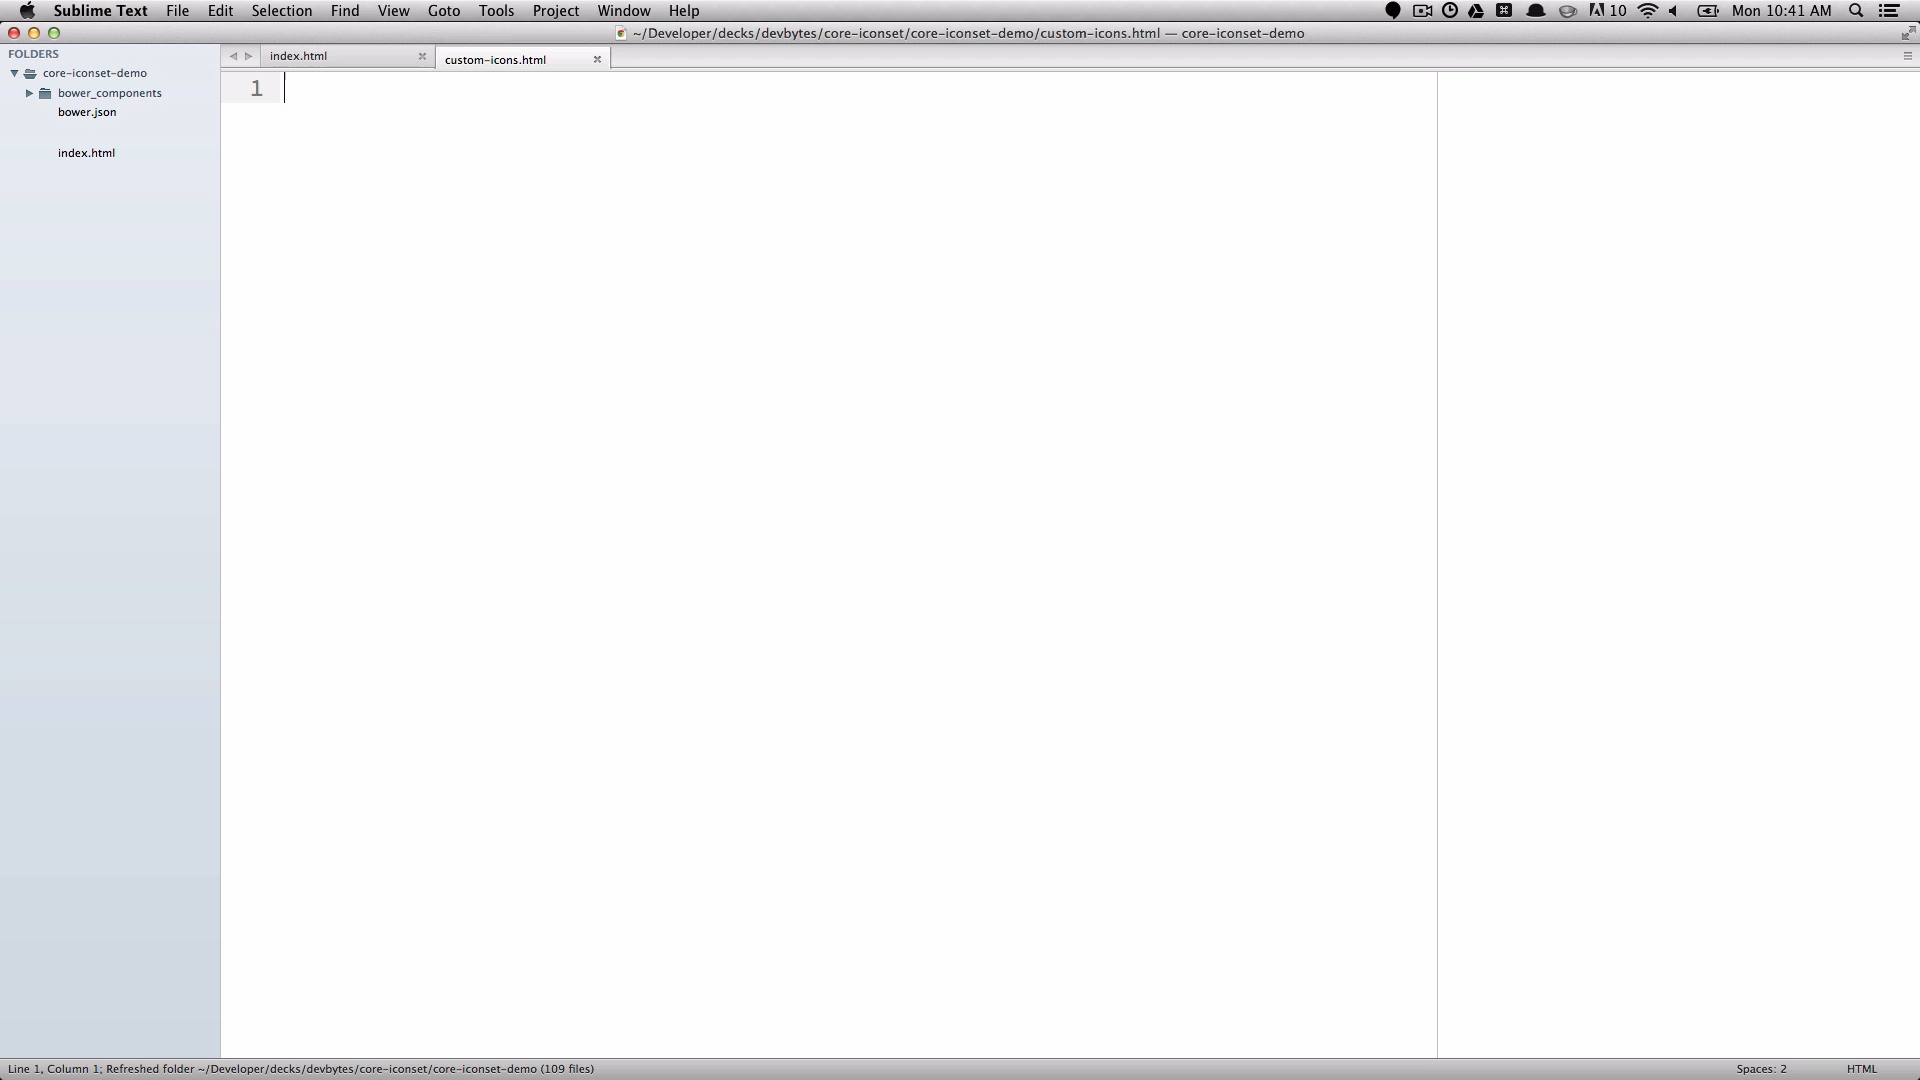 Sublime Text File Edit Selection Find View Goto Tools Project Window Help 10 Mon 10:41 AM
~/Developer/decks/devbytes/core-iconset/core-iconset-demo/custom-icons.html — core-iconset-demo
FOLDERS
core-iconset-demo
bower_components
bower.json
index.html
index.html
custom-icons.html
1
Line 1, Column 1; Refreshed folder ~/Developer/decks/devbytes/core-iconset/core-iconset-demo (109 files)
Spaces: 2
HTML